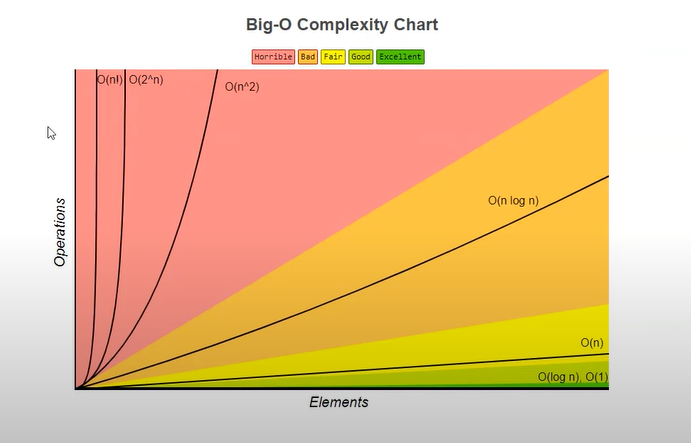 Big-O Complexity Chart
Horrible Bad Fair Good Excellent
O(n!) O(2^n)
O(n^2)
O(n log n)
O(n)
O(log n), O(1)
Operations
Elements